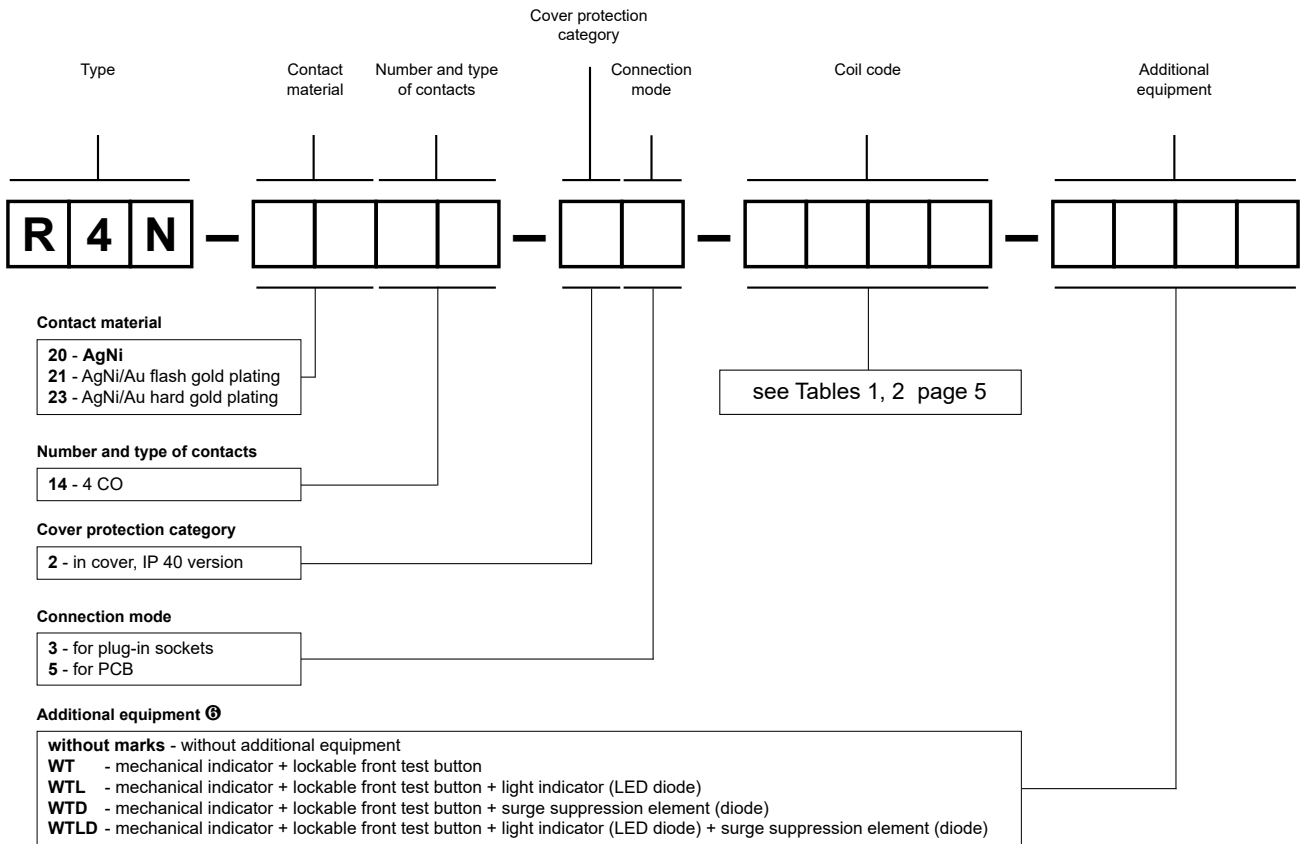 Cover protection
category
Type
Contact
material
Number and type
of contacts
Connection
mode
Coil code
Additional
equipment
R 4 N – – – –
Contact material
20 - AgNi
21 - AgNi/Au flash gold plating
23 - AgNi/Au hard gold plating
see Tables 1, 2 page 5
Number and type of contacts
14 - 4 CO
Cover protection category
2 - in cover, IP 40 version
Connection mode
3 - for plug-in sockets
5 - for PCB
Additional equipment ❻
without marks - without additional equipment
WT - mechanical indicator + lockable front test button
WTL - mechanical indicator + lockable front test button + light indicator (LED diode)
WTD - mechanical indicator + lockable front test button + surge suppression element (diode)
WTLD - mechanical indicator + lockable front test button + light indicator (LED diode) + surge suppression element (diode)